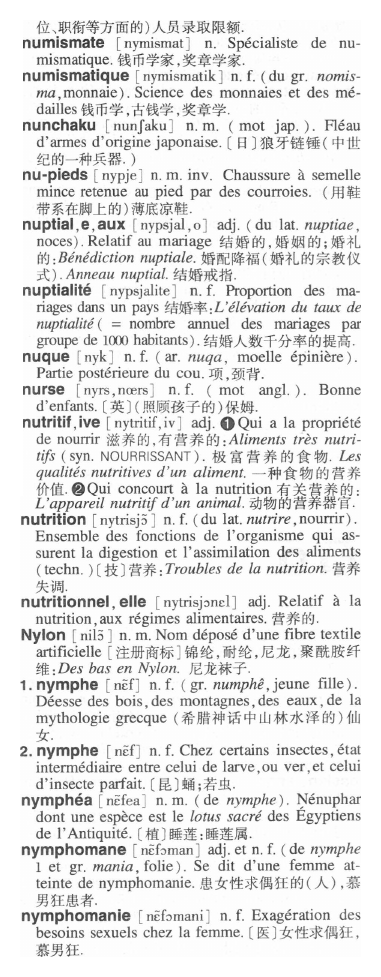 位、职衔等方面的)人员录取限额.
numismate [nymismat] n. Spécialiste de nu-
mismatique. 钱币学家,奖章学家.
numismatique [nymismatik] n. f. (du gr. nomis-
ma, monnaie). Science des monnaies et des mé-
dailles 钱币学,古钱学,奖章学.
nunchaku [nunʃaku] n. m. (mot jap.). Fléau
d'armes d'origine japonaise. [日]狼牙链锤(中世
纪的一种兵器.)
nu-pieds [nypje] n. m. inv. Chaussure à semelle
mince retenue au pied par des courroies. (用鞋
带系在脚上的)薄底凉鞋.
nuptial,e,aux [nypsjal,o] adj. (du lat. nuptiae,
noces). Relatif au mariage 结婚的,婚姻的;婚礼
的:Bénédiction nuptiale. 婚配降福(婚礼的宗教仪
式). Anneau nuptial. 结婚戒指.
nuptialité [nypsjalite] n. f. Proportion des ma-
riages dans un pays 结婚率:L'élévation du taux de
nuptialité ( = nombre annuel des mariages par
groupe de 1000 habitants). 结婚人数千分率的提高.
nuque [nyk] n. f. (ar. nuqa, moelle épinière).
Partie postérieure du cou. 项,颈背.
nurse [nyrs,nœrs] n. f. ( mot angl.). Bonne
d'enfants. [英](照顾孩子的)保姆.
nutritif,ive [nytritif,iv] adj. ❶Qui a la propriété
de nourrir 滋养的,有营养的:Aliments très nutri-
tifs (syn. NOURRISSANT). 极富营养的食物. Les
qualités nutritives d'un aliment. 一种食物的营养
价值. ❷Qui concourt à la nutrition 有关营养的:
L'appareil nutritif d'un animal. 动物的营养器官.
nutrition [nytrisjɔ̃] n. f. (du lat. nutrire, nourrir).
Ensemble des fonctions de l'organisme qui as-
surent la digestion et l'assimilation des aliments
(techn.)[技]营养:Troubles de la nutrition. 营养
失调.
nutritionnel, elle [nytrisjɔnɛl] adj. Relatif à la
nutrition, aux régimes alimentaires. 营养的.
Nylon [nilɔ̃] n. m. Nom déposé d'une fibre textile
artificielle [注册商标]锦纶,耐纶,尼龙,聚酰胺纤
维:Des bas en Nylon. 尼龙袜子.
1. nymphe [nɛ̃f] n. f. (gr. numphê, jeune fille).
Déesse des bois, des montagnes, des eaux, de la
mythologie grecque (希腊神话中山林水泽的)仙
女.
2. nymphe [nɛ̃f] n. f. Chez certains insectes, état
intermédiaire entre celui de larve, ou ver, et celui
d'insecte parfait. [昆]蛹;若虫.
nymphéa [nɛ̃fea] n. m. (de nymphe). Nénuphar
dont une espèce est le lotus sacré des Égyptiens
de l'Antiquité. [植]睡莲:睡莲属.
nymphomane [nɛ̃fɔman] adj. et n. f. (de nymphe
1 et gr. mania, folie). Se dit d'une femme at-
teinte de nymphomanie. 患女性求偶狂的(人),慕
男狂患者.
nymphomanie [nɛ̃fɔmani] n. f. Exagération des
besoins sexuels chez la femme. [医]女性求偶狂,
慕男狂.